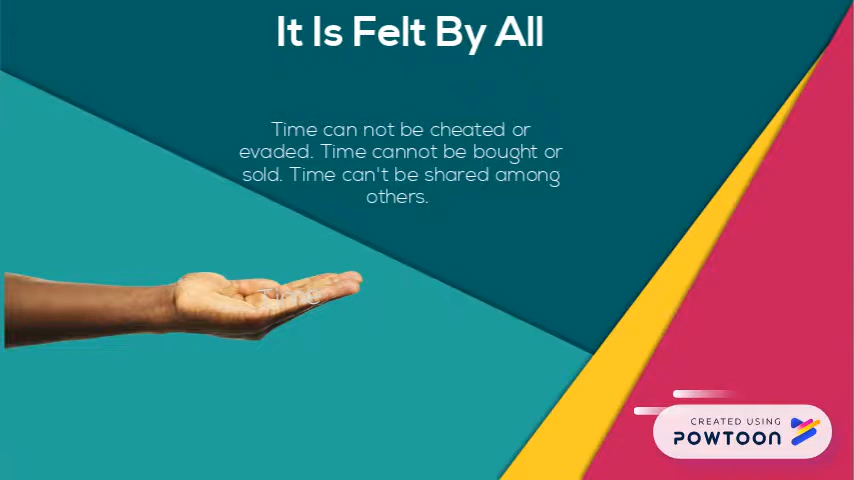 It Is Felt By All
Time can not be cheated or
evaded. Time cannot be bought or
sold. Time can't be shared among
others.
Time
CREATED USING
POWTOON